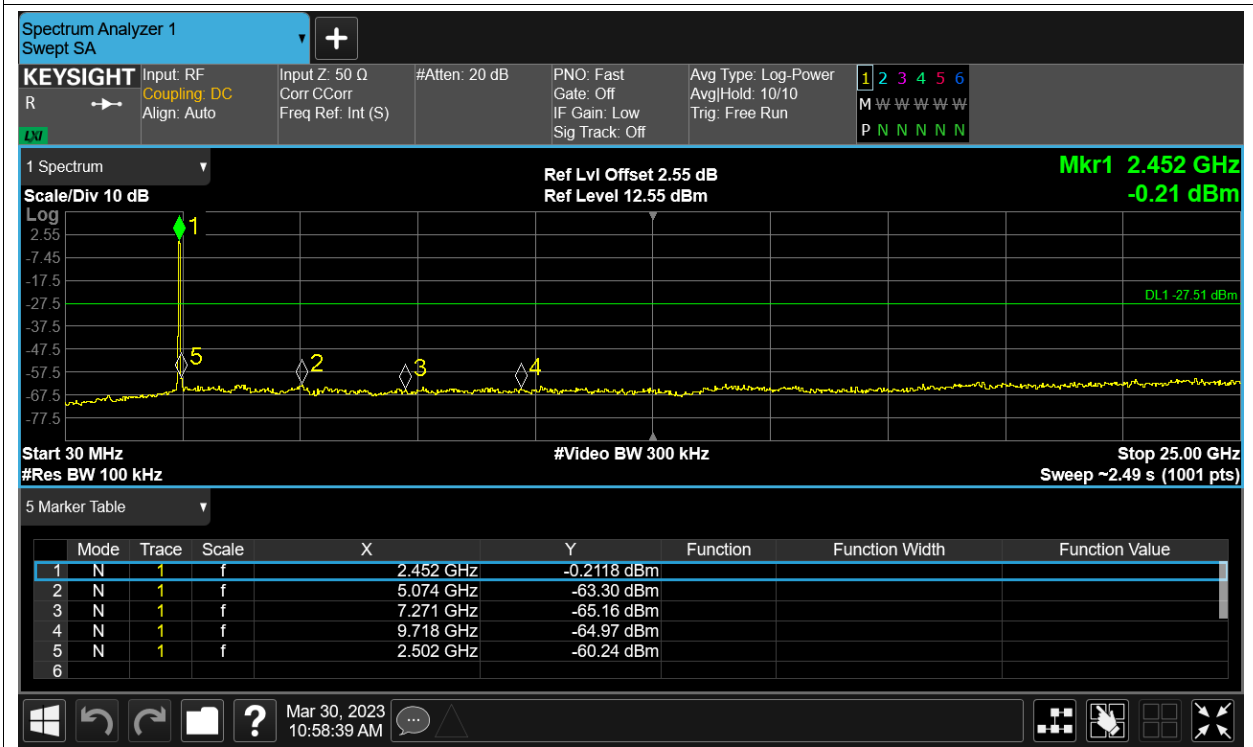 Spectrum Analyzer 1
Swept SA
KEYSIGHT Input: RF Input Z: 50 Ω #Atten: 20 dB PNO: Fast Avg Type: Log-Power 1 2 3 4 5 6
R Coupling: DC Corr CCorr Gate: Off Avg|Hold: 10/10 M W W W W W
Align: Auto Freq Ref: Int (S) IF Gain: Low Trig: Free Run
LXI Sig Track: Off P N N N N N
1 Spectrum Ref Lvl Offset 2.55 dB Mkr1 2.452 GHz
Scale/Div 10 dB Ref Level 12.55 dBm -0.21 dBm
Log
1
2.55
-7.45
-17.5
DL1 -27.51 dBm
-27.5
-37.5
-47.5
5 2 3 4
-57.5
-67.5
-77.5
Start 30 MHz #Video BW 300 kHz Stop 25.00 GHz
#Res BW 100 kHz Sweep ~2.49 s (1001 pts)
5 Marker Table
Mode Trace Scale X Y Function Function Width Function Value
1 N 1 f 2.452 GHz -0.2118 dBm
2 N 1 f 5.074 GHz -63.30 dBm
3 N 1 f 7.271 GHz -65.16 dBm
4 N 1 f 9.718 GHz -64.97 dBm
5 N 1 f 2.502 GHz -60.24 dBm
6
? Mar 30, 2023
10:58:39 AM